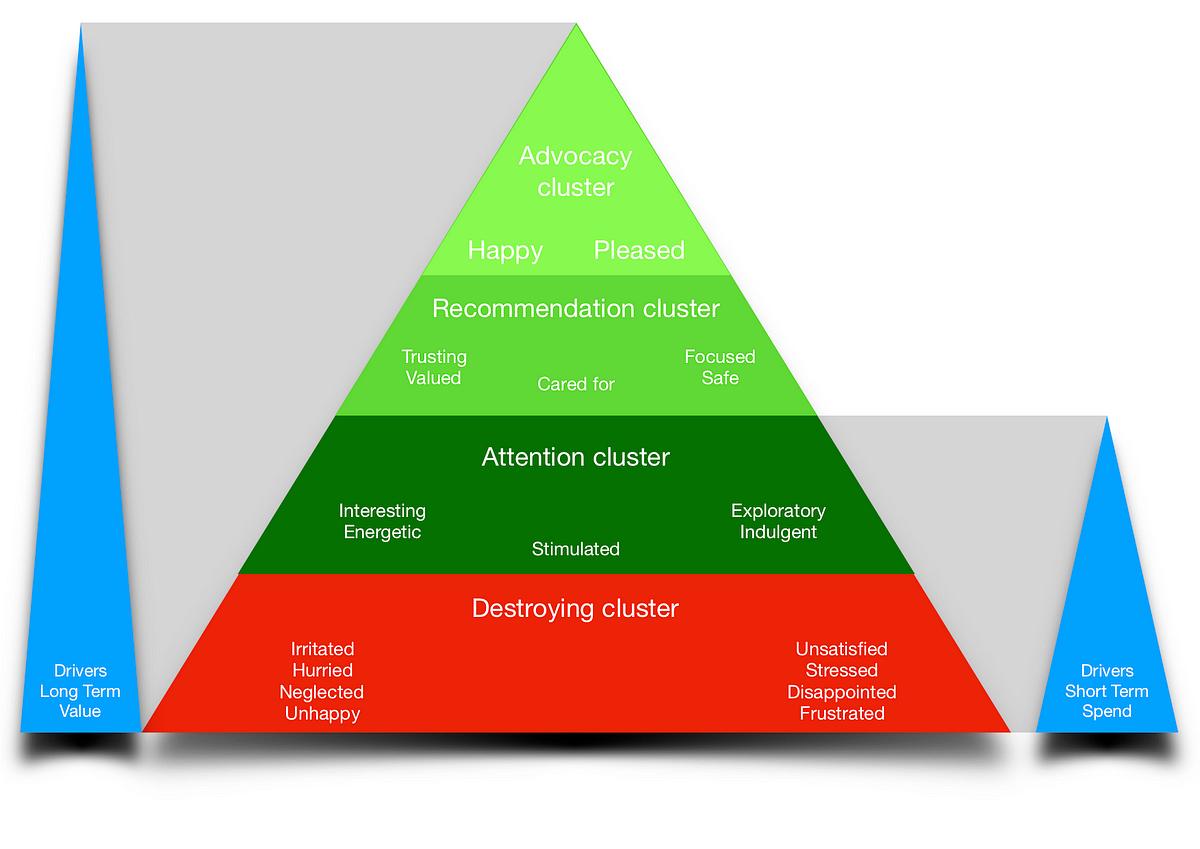 Advocacy
cluster
Happy
Pleased
Recommendation cluster
Trusting
Valued
Cared for
Focused
Safe
Attention cluster
Interesting
Energetic
Stimulated
Exploratory
Indulgent
Destroying cluster
Irritated
Hurried
Neglected
Unhappy
Unsatisfied
Stressed
Disappointed
Frustrated
Drivers
Long Term
Value
Drivers
Short Term
Spend